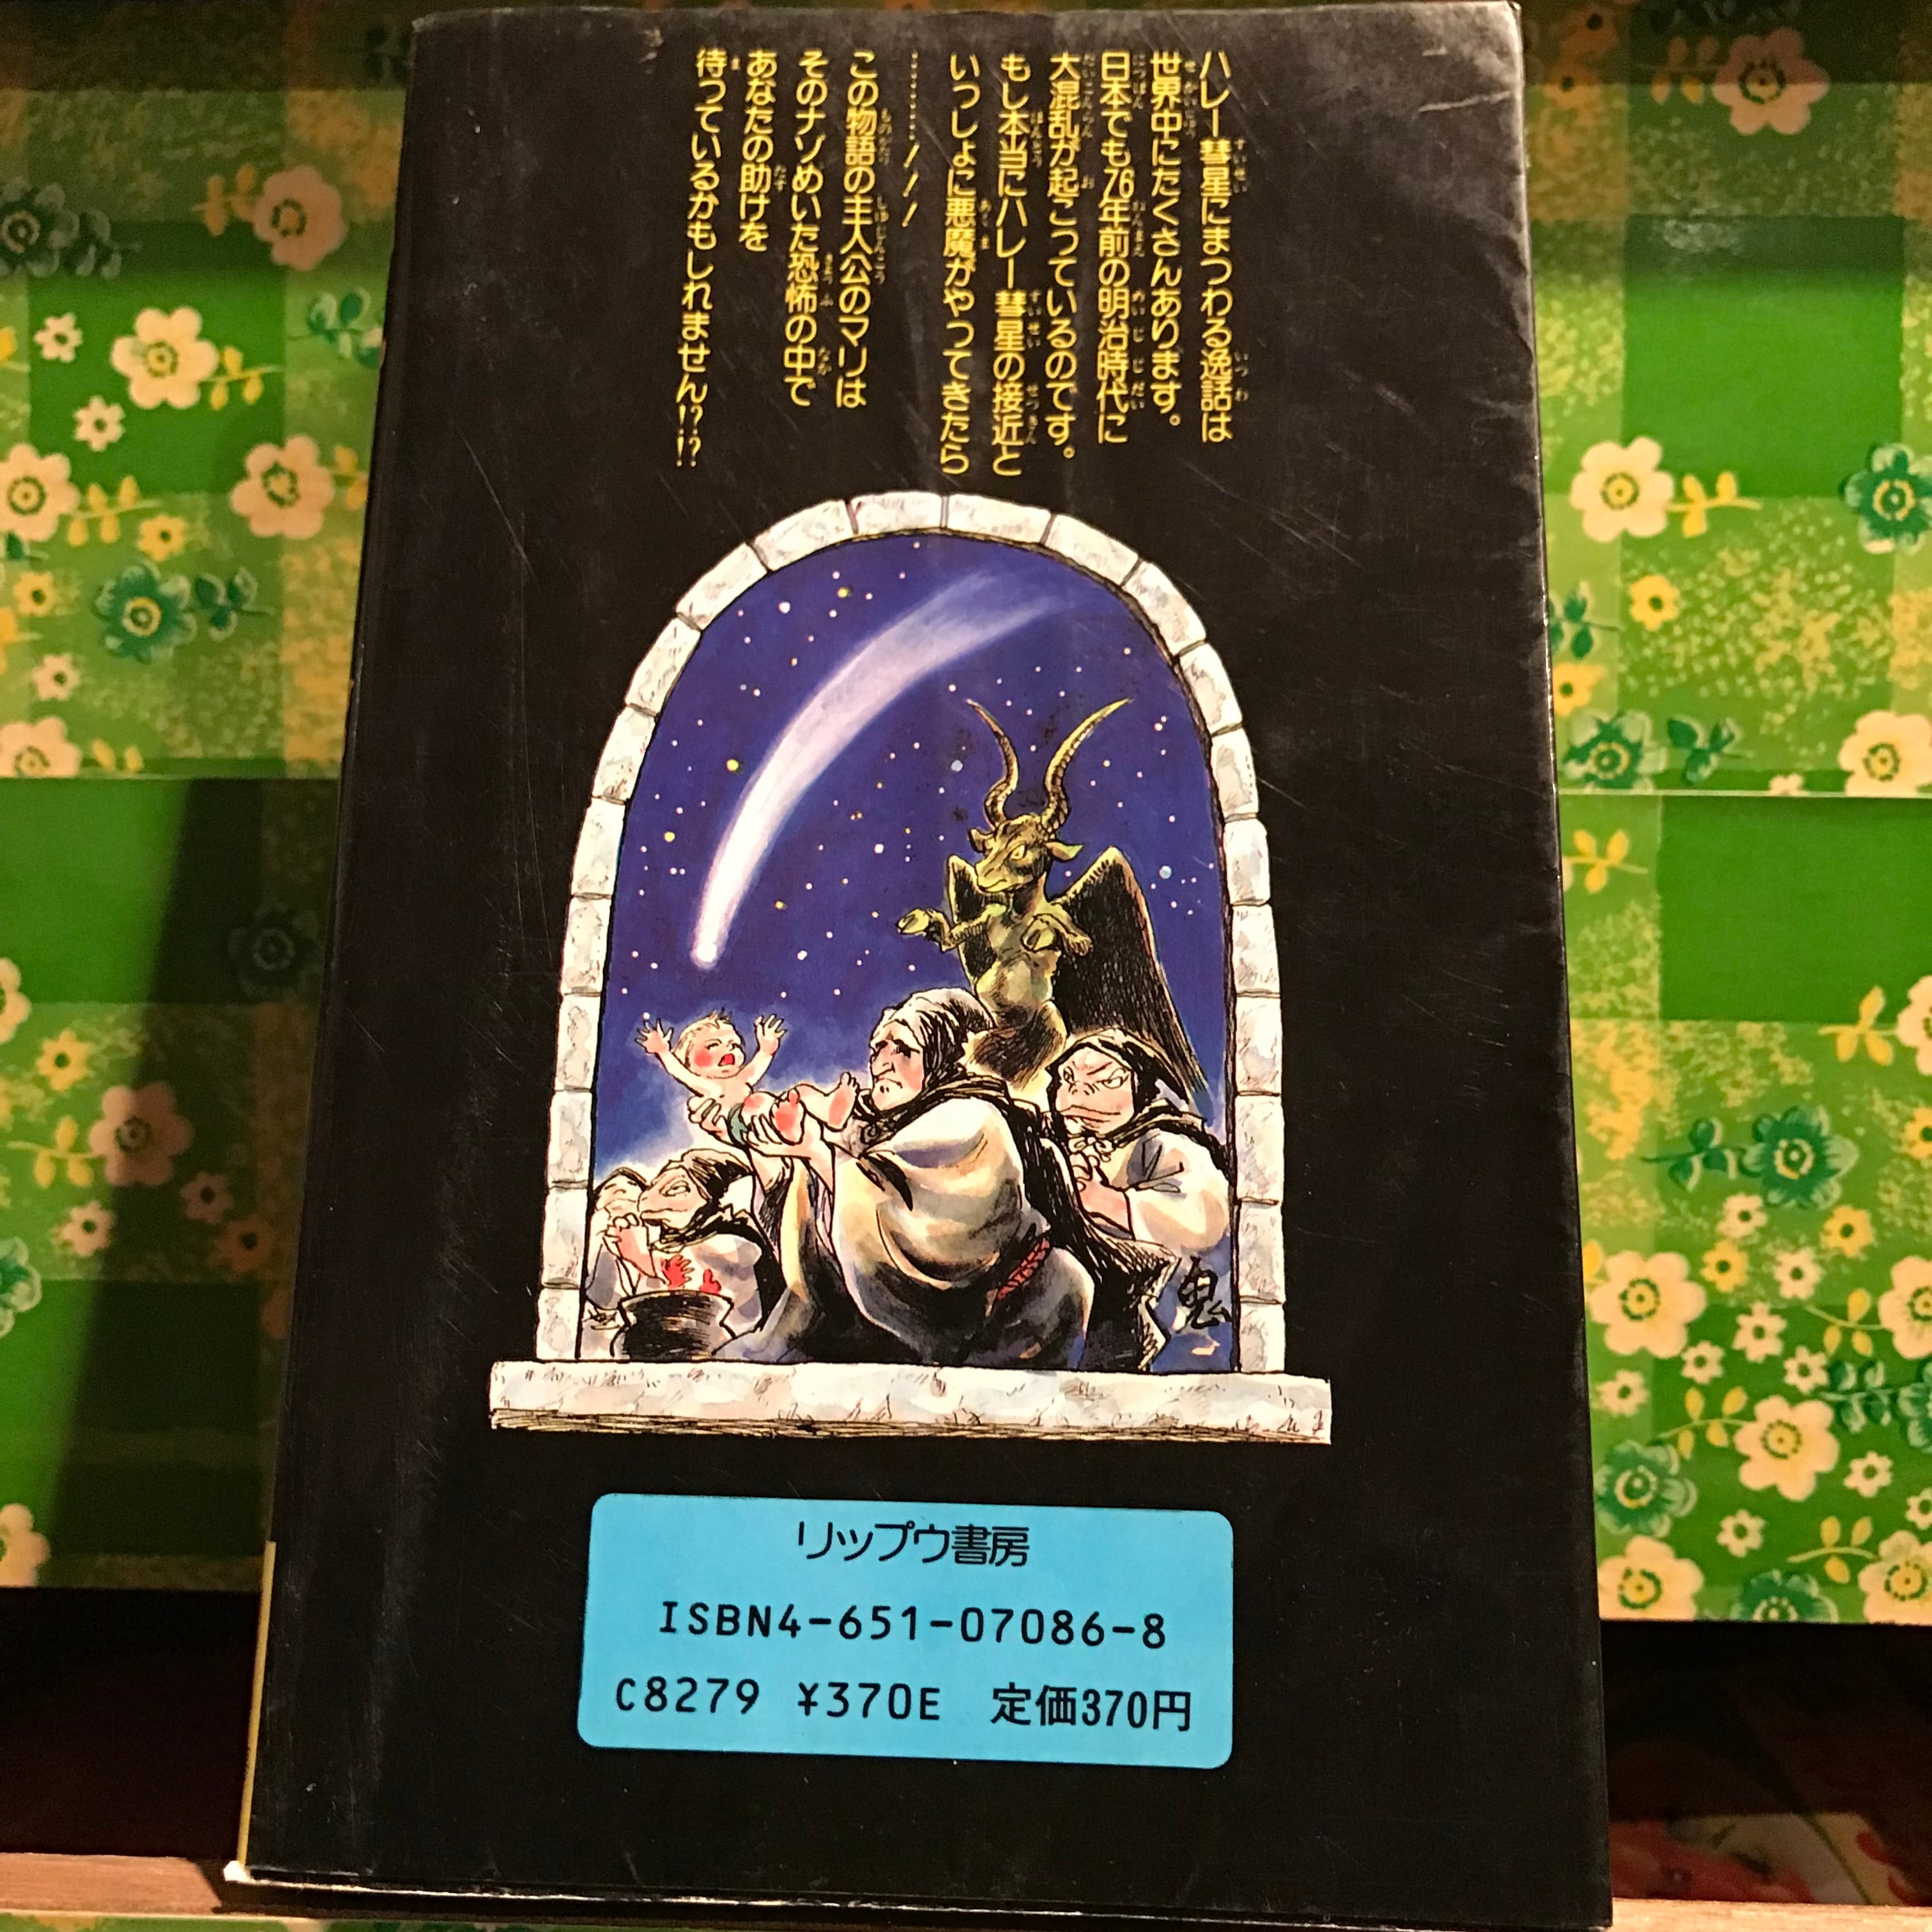 ハレー彗星にまつわる逸話は
世界中にたくさんあります。
日本でも76年前の明治時代に
大混乱が起こっているのです。
もし本当にハレー彗星の接近と
いっしょに悪魔がやってきたら
………！！！
この物語の主人公のマリは
そのナゾめいた恐怖の中で
あなたの助けを
待っているかもしれません!?!?
鬼
リップウ書房
ISBN4-651-07086-8
C8279 ¥370E 定価370円